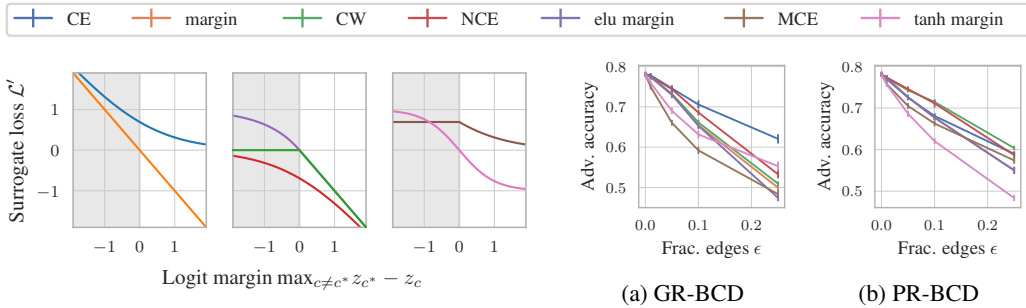 CE margin CW NCE elu margin MCE tanh margin
Surrogate loss ℒ′
1
0
−1
−1 0 1
−1 0 1
−1 0 1
Logit margin max_{c≠c*} z_{c*} − z_c
Adv. accuracy
0.8
0.7
0.6
0.5
0.0 0.1 0.2
Frac. edges ϵ
(a) GR-BCD
Adv. accuracy
0.8
0.7
0.6
0.5
0.0 0.1 0.2
Frac. edges ϵ
(b) PR-BCD